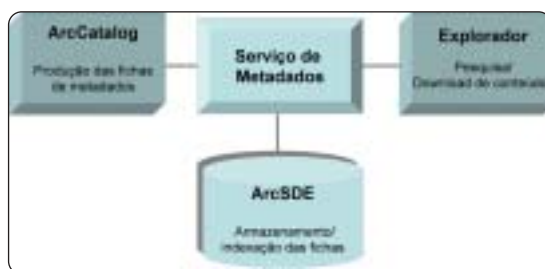 ArcCatalog
Produção das fichas
de metadados
Serviço de
Metadados
Explorador
Pesquisa/
Download de conteúdo
ArcSDE
Armazenamento/
indexação das fichas